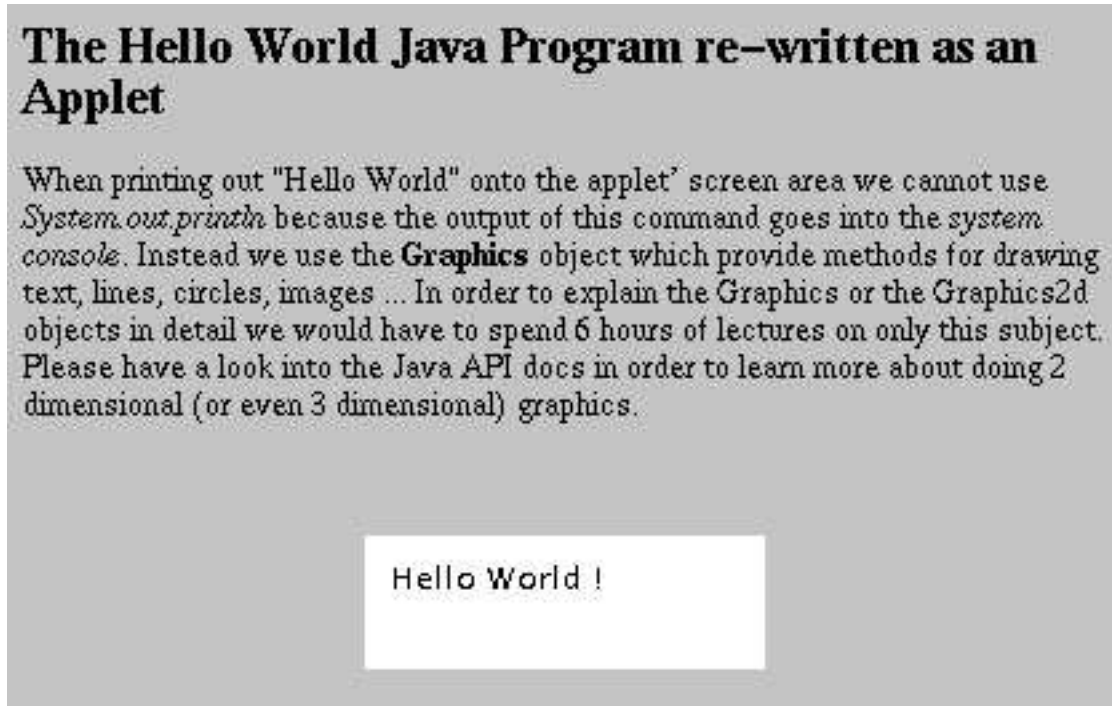 The Hello World Java Program re-written as an
Applet
When printing out "Hello World" onto the applet' screen area we cannot use
System.out.println because the output of this command goes into the system
console. Instead we use the Graphics object which provide methods for drawing
text, lines, circles, images ... In order to explain the Graphics or the Graphics2d
objects in detail we would have to spend 6 hours of lectures on only this subject.
Please have a look into the Java API docs in order to learn more about doing 2
dimensional (or even 3 dimensional) graphics.
Hello World !